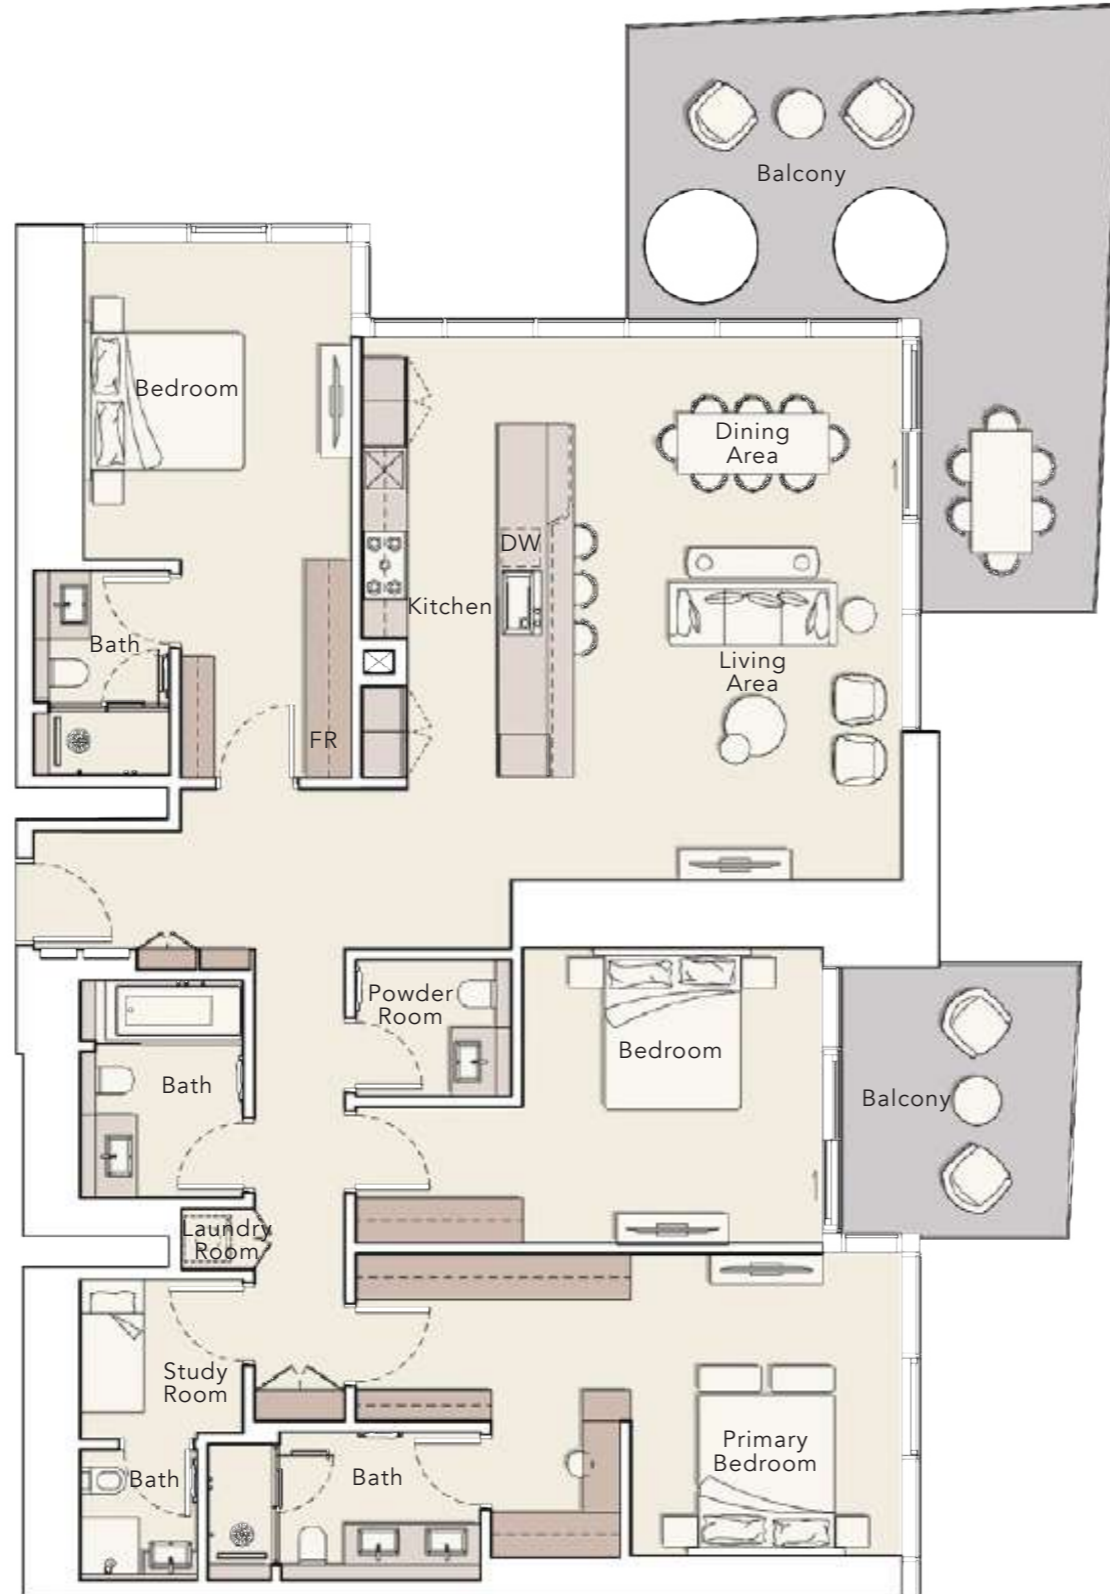 Balcony
Bedroom
Dining
Area
DW
Kitchen
Bath
Living
Area
FR
Powder
Room
Bedroom
Bath
Balcony
Laundry
Room
Study
Room
Primary
Bedroom
Bath
Bath